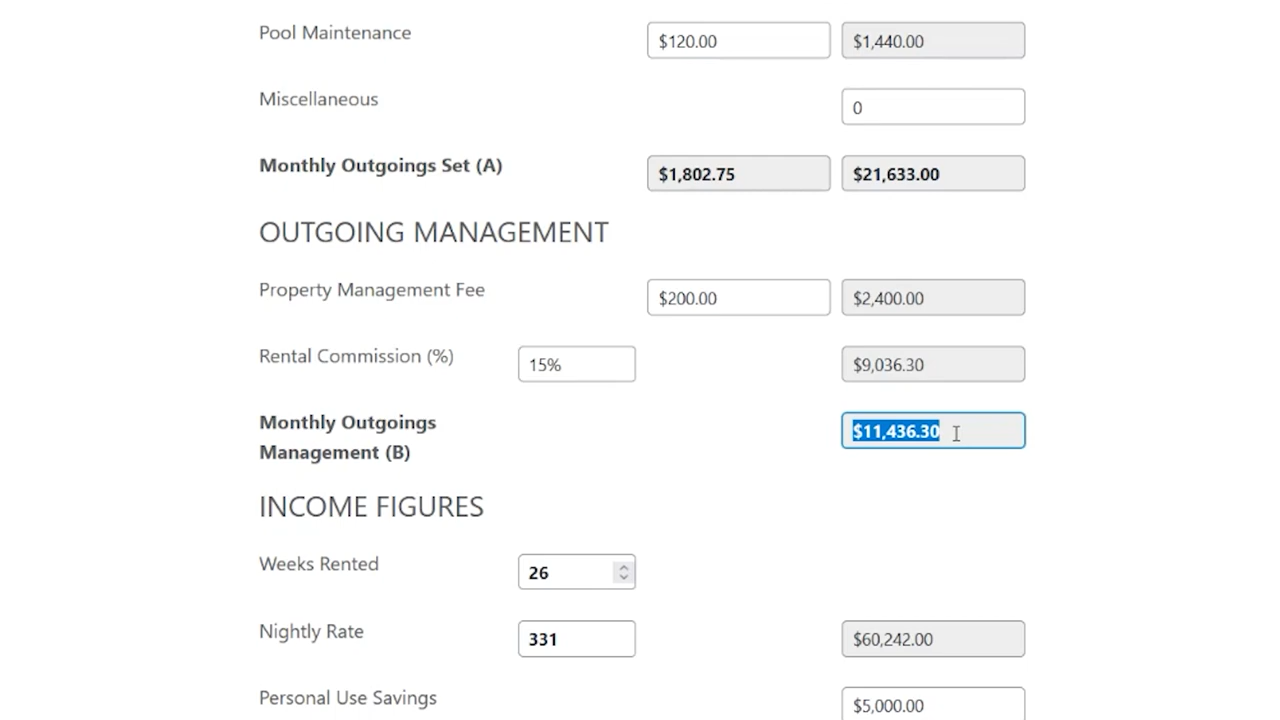 Pool Maintenance $120.00 $1,440.00
Miscellaneous 0
Monthly Outgoings Set (A) $1,802.75 $21,633.00
OUTGOING MANAGEMENT
Property Management Fee $200.00 $2,400.00
Rental Commission (%) 15% $9,036.30
Monthly Outgoings
Management (B) $11,436.30
INCOME FIGURES
Weeks Rented 26
Nightly Rate 331 $60,242.00
Personal Use Savings $5,000.00